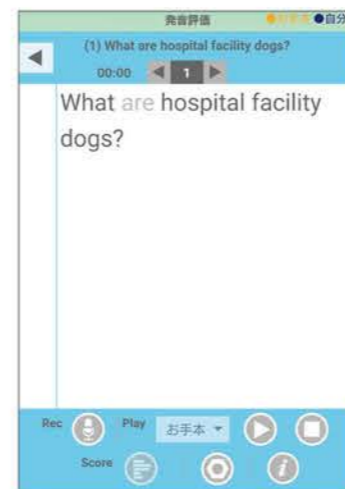 発音評価
●お手本 ●自分
(1) What are hospital facility dogs?
00:00
1
What are hospital facility
dogs?
Rec
Play
お手本
Score
i